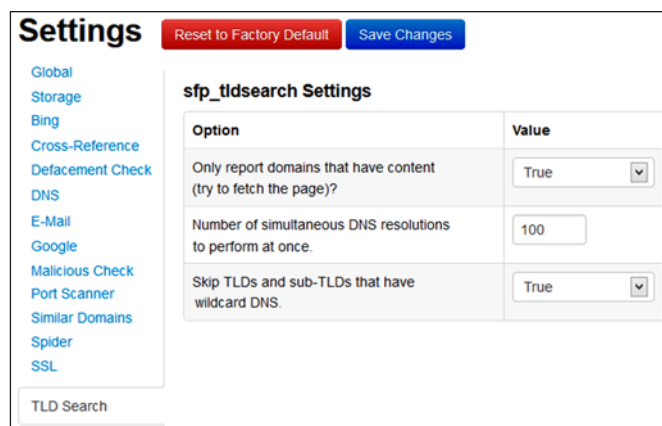 Settings
Reset to Factory Default
Save Changes
Global
Storage
Bing
Cross-Reference
Defacement Check
DNS
E-Mail
Google
Malicious Check
Port Scanner
Similar Domains
Spider
SSL
TLD Search
sfp_tldsearch Settings
Option
Value
Only report domains that have content
(try to fetch the page)?
True
Number of simultaneous DNS resolutions
to perform at once.
100
Skip TLDs and sub-TLDs that have
wildcard DNS.
True